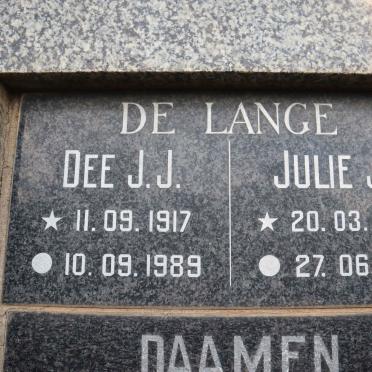 DE LANGE
DEE J.J. JULIE J
★ 11.09.1917 ★ 20.03.
● 10.09.1989 ● 27.06
DAAMEN